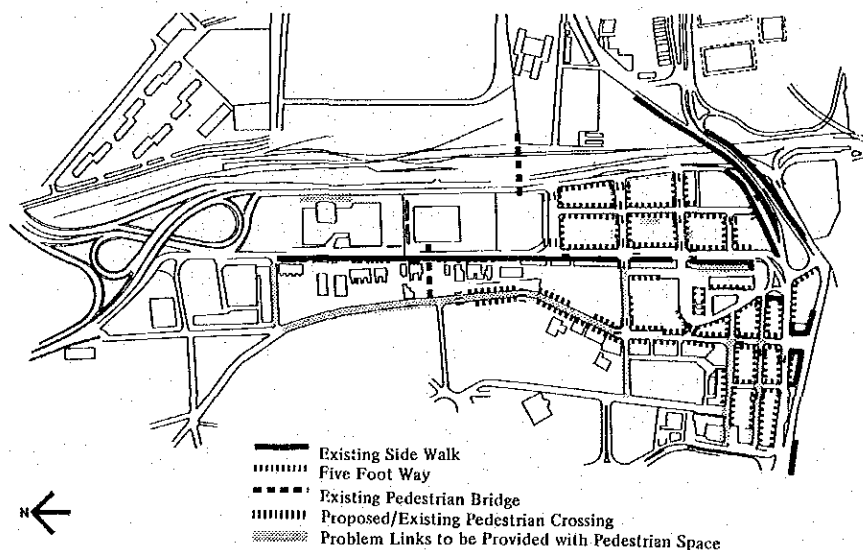 Existing Side Walk
Five Foot Way
Existing Pedestrian Bridge
Proposed/Existing Pedestrian Crossing
Problem Links to be Provided with Pedestrian Space
N